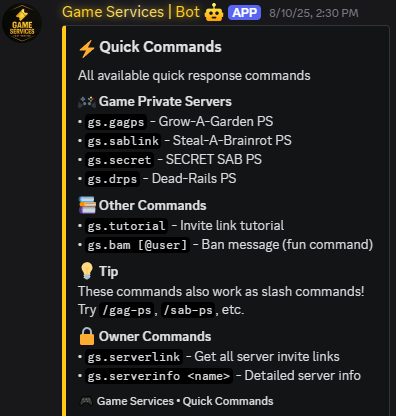 GAME
SERVICES
Game Services | Bot 🤖 APP 8/10/25, 2:30 PM
⚡ Quick Commands
All available quick response commands
🎮 Game Private Servers
• gs.gagps - Grow-A-Garden PS
• gs.sablink - Steal-A-Brainrot PS
• gs.secret - SECRET SAB PS
• gs.drps - Dead-Rails PS
📚 Other Commands
• gs.tutorial - Invite link tutorial
• gs.bam [@user] - Ban message (fun command)
💡 Tip
These commands also work as slash commands!
Try /gag-ps, /sab-ps, etc.
🔒 Owner Commands
• gs.serverlink - Get all server invite links
• gs.serverinfo <name> - Detailed server info
🎮 Game Services • Quick Commands